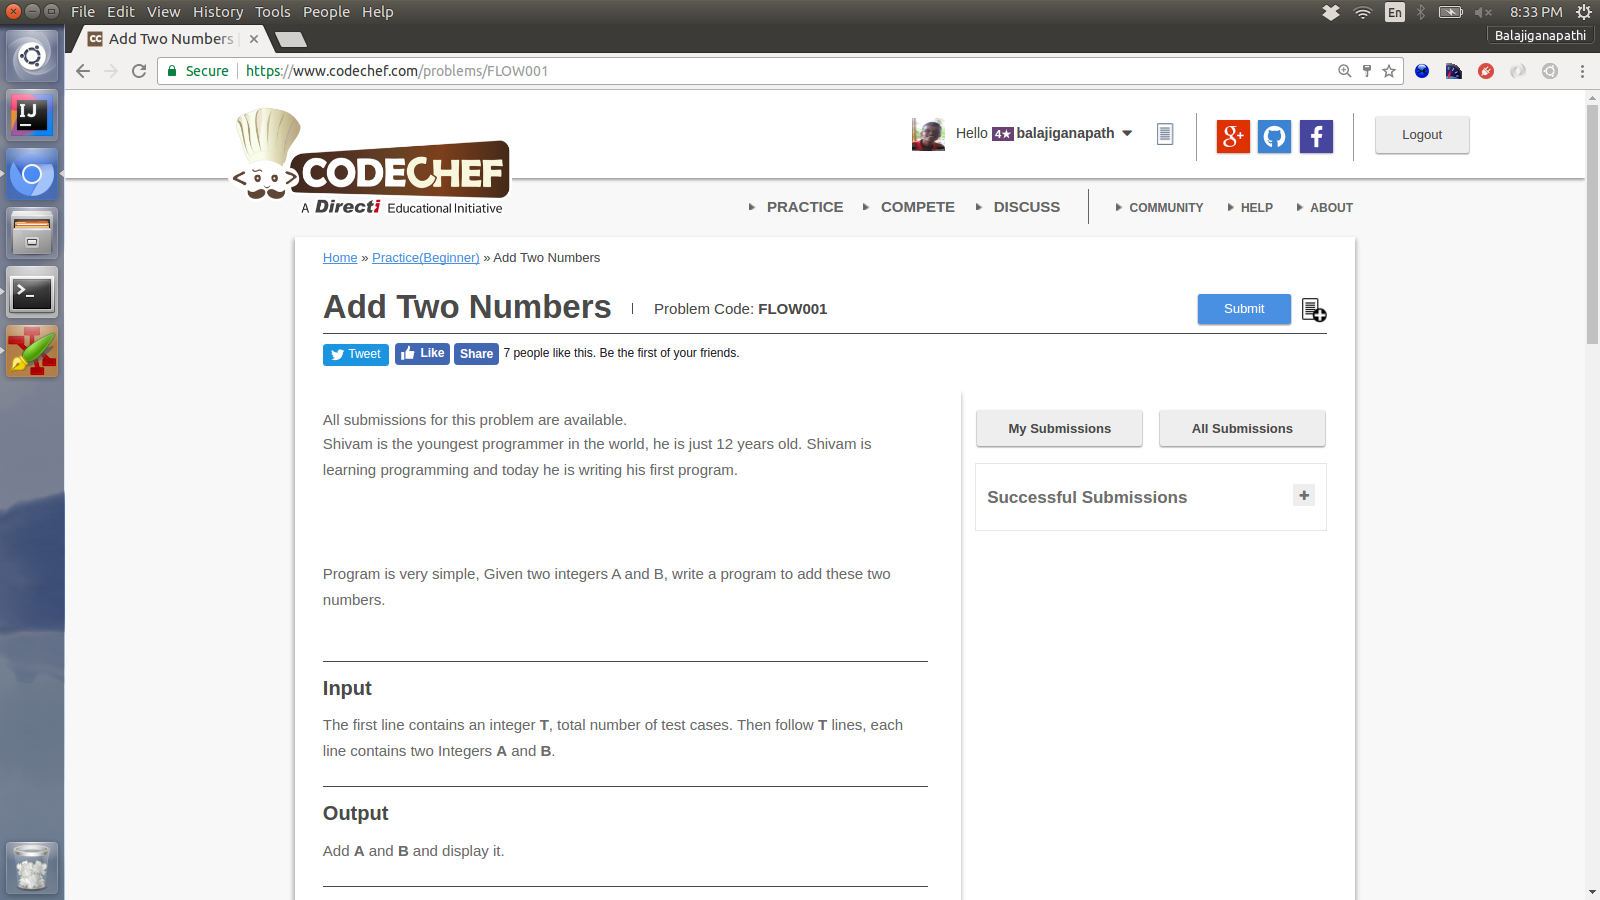 File Edit View History Tools People Help
En
8:33 PM
Add Two Numbers
Balajiganapathi
Secure
https://www.codechef.com/problems/FLOW001
IJ
CODECHEF
A Directi Educational Initiative
Hello 4★ balajiganapath
g+
f
Logout
PRACTICE
COMPETE
DISCUSS
COMMUNITY
HELP
ABOUT
Home » Practice(Beginner) » Add Two Numbers
Add Two Numbers
Problem Code: FLOW001
Submit
Tweet
Like
Share
7 people like this. Be the first of your friends.
All submissions for this problem are available.
Shivam is the youngest programmer in the world, he is just 12 years old. Shivam is
learning programming and today he is writing his first program.
My Submissions
All Submissions
Successful Submissions
+
Program is very simple, Given two integers A and B, write a program to add these two
numbers.
Input
The first line contains an integer T, total number of test cases. Then follow T lines, each
line contains two Integers A and B.
Output
Add A and B and display it.